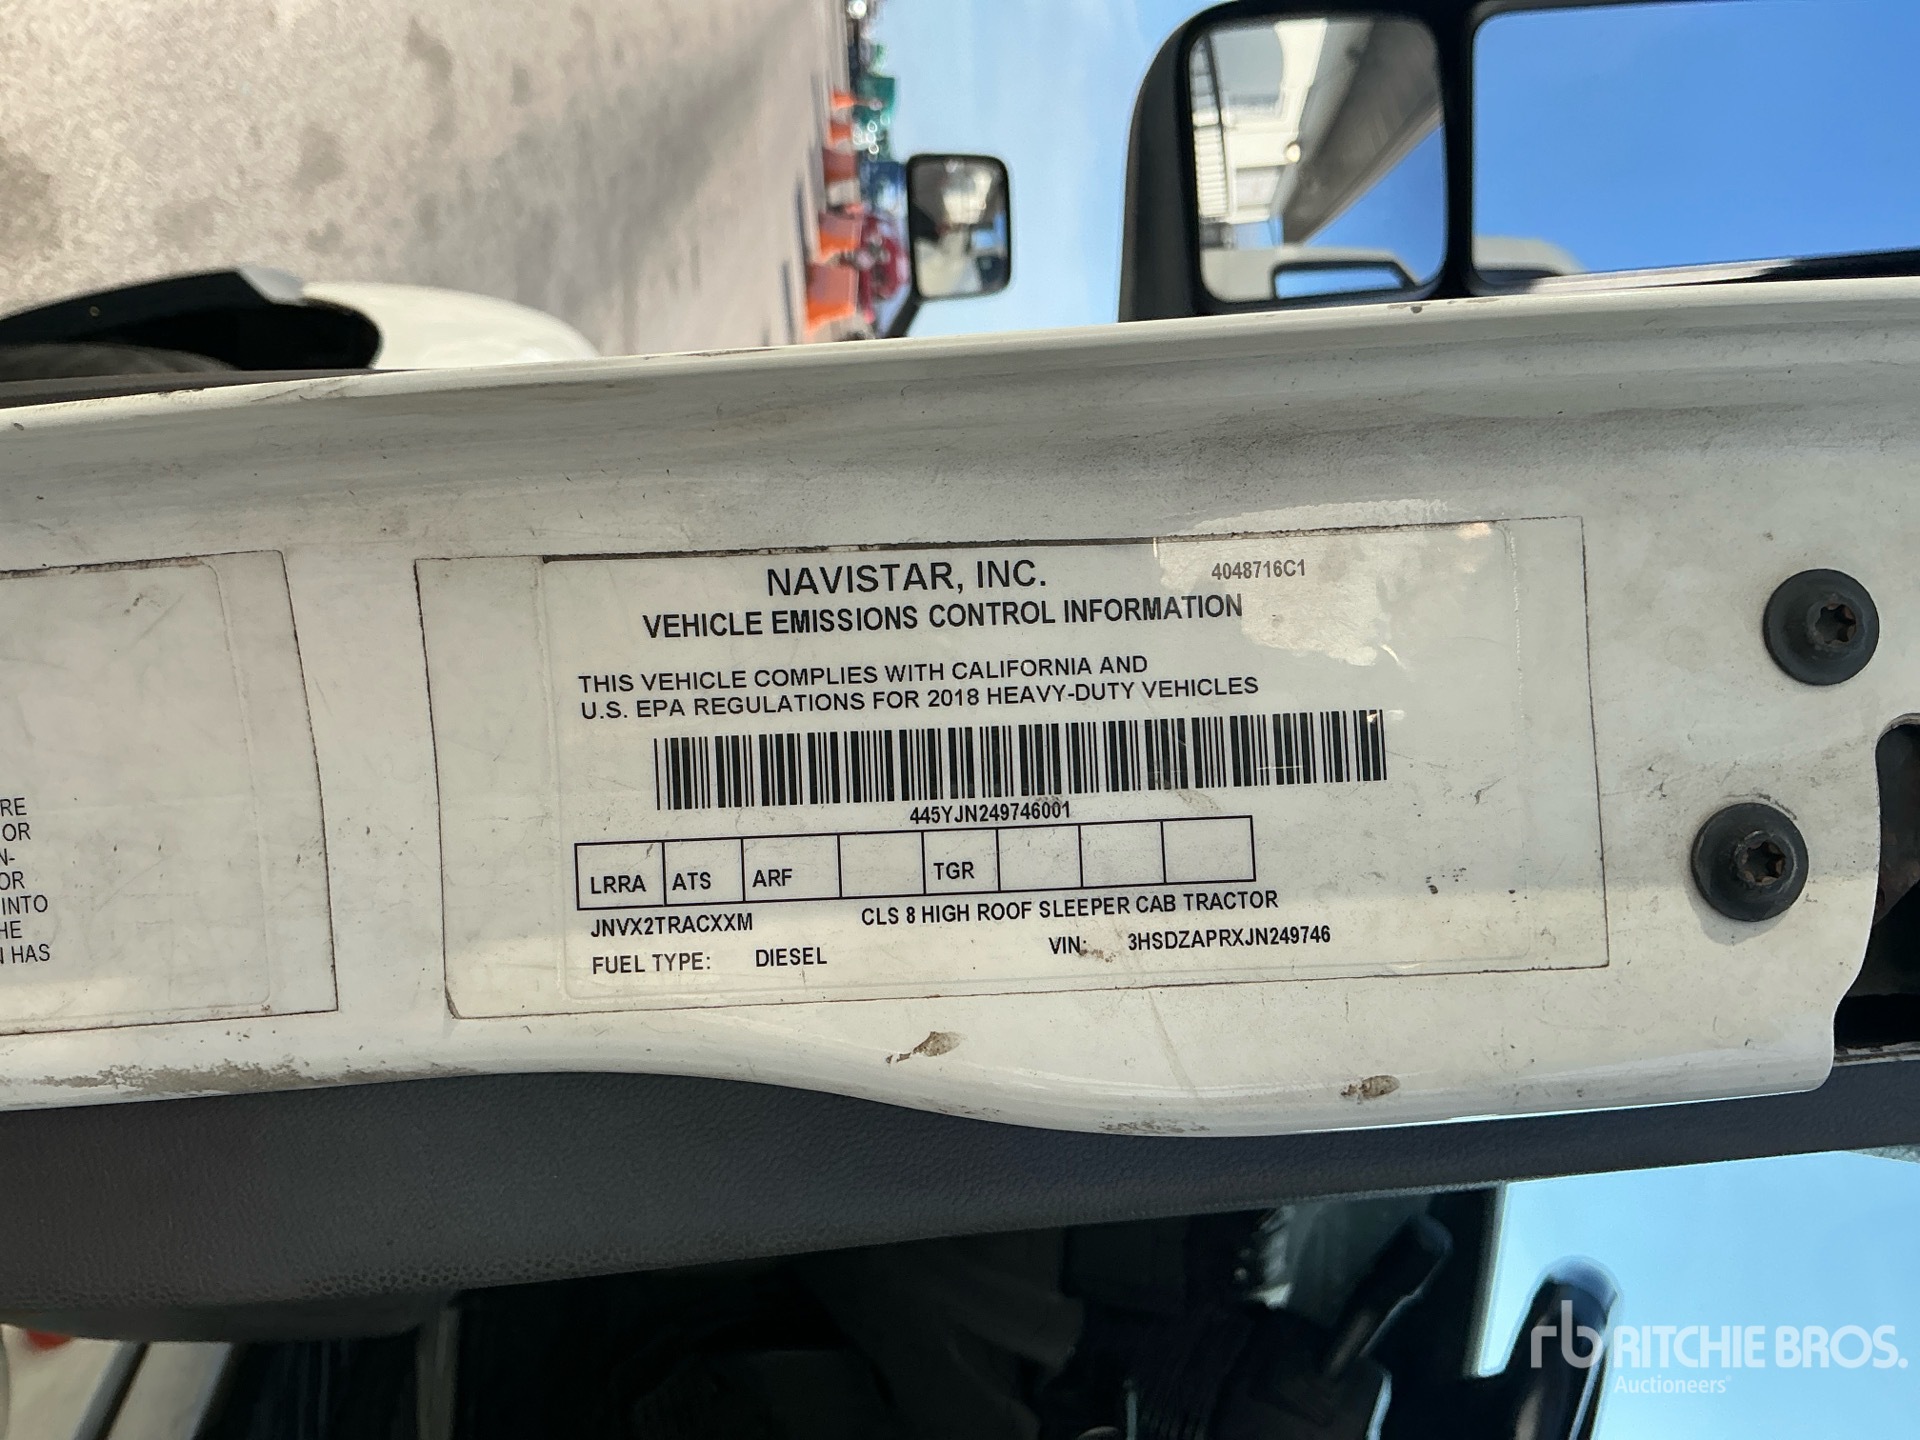 RE
OR
N-
OR
INTO
HE
N HAS
NAVISTAR, INC.
4048716C1
VEHICLE EMISSIONS CONTROL INFORMATION
THIS VEHICLE COMPLIES WITH CALIFORNIA AND
U.S. EPA REGULATIONS FOR 2018 HEAVY-DUTY VEHICLES
445YJN249746001
LRRA ATS ARF TGR
JNVX2TRACXXM CLS 8 HIGH ROOF SLEEPER CAB TRACTOR
FUEL TYPE: DIESEL VIN: 3HSDZAPRXJN249746
rb RITCHIE BROS.
Auctioneers